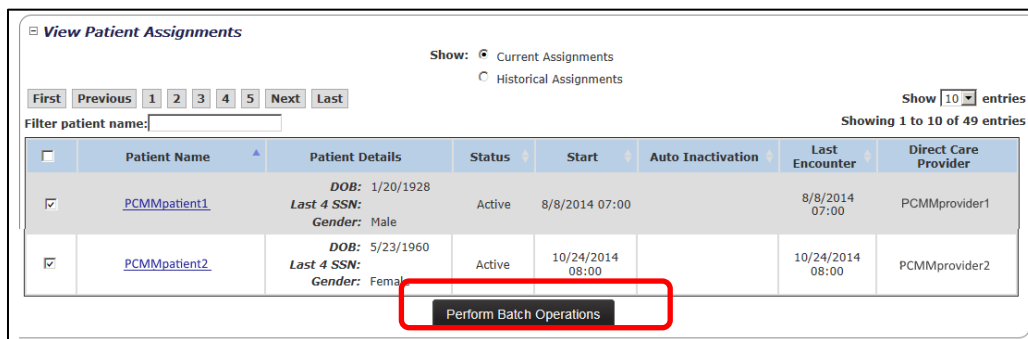 View Patient Assignments
Show: Current Assignments
Historical Assignments
First Previous 1 2 3 4 5 Next Last
Show 10 entries
Filter patient name:
Showing 1 to 10 of 49 entries
Patient Name Patient Details Status Start Auto Inactivation Last Encounter Direct Care Provider
DOB: 1/20/1928
PCMMpatient1 Last 4 SSN: Active 8/8/2014 07:00 8/8/2014 07:00 PCMMprovider1
Gender: Male
DOB: 5/23/1960
PCMMpatient2 Last 4 SSN: Active 10/24/2014 08:00 10/24/2014 08:00 PCMMprovider2
Gender: Female
Perform Batch Operations